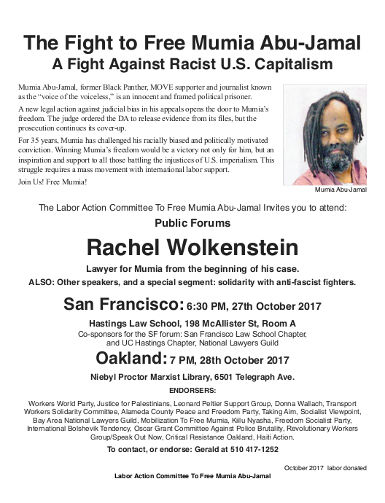 The Fight to Free Mumia Abu-Jamal
A Fight Against Racist U.S. Capitalism
Mumia Abu-Jamal, former Black Panther, MOVE supporter and journalist known
as the "voice of the voiceless," is an innocent and framed political prisoner.
A new legal action against judicial bias in his appeals opens the door to Mumia's
freedom. The judge ordered the DA to release evidence from its files, but the
prosecution continues its cover-up.
For 35 years, Mumia has challenged his racially biased and politically motivated
conviction. Winning Mumia's freedom would be a victory not only for him, but an
inspiration and support to all those battling the injustices of U.S. imperialism. This
struggle requires a mass movement with international labor support.
Join Us! Free Mumia!
Mumia Abu-Jamal
The Labor Action Committee To Free Mumia Abu-Jamal Invites you to attend:
Public Forums
Rachel Wolkenstein
Lawyer for Mumia from the beginning of his case.
ALSO: Other speakers, and a special segment: solidarity with anti-fascist fighters.
San Francisco: 6:30 PM, 27th October 2017
Hastings Law School, 198 McAllister St, Room A
Co-sponsors for the SF forum: San Francisco Law School Chapter,
and UC Hastings Chapter, National Lawyers Guild
Oakland: 7 PM, 28th October 2017
Niebyl Proctor Marxist Library, 6501 Telegraph Ave.
ENDORSERS:
Workers World Party, Justice for Palestinians, Leonard Peltier Support Group, Donna Wallach, Transport
Workers Solidarity Committee, Alameda County Peace and Freedom Party, Taking Aim, Socialist Viewpoint,
Bay Area National Lawyers Guild, Mobilization To Free Mumia, Kiilu Nyasha, Freedom Socialist Party,
International Bolshevik Tendency, Oscar Grant Committee Against Police Brutality, Revolutionary Workers
Group/Speak Out Now, Critical Resistance Oakland, Haiti Action.
To contact, or endorse: Gerald at 510 417-1252
October 2017 labor donated
Labor Action Committee To Free Mumia Abu-Jamal